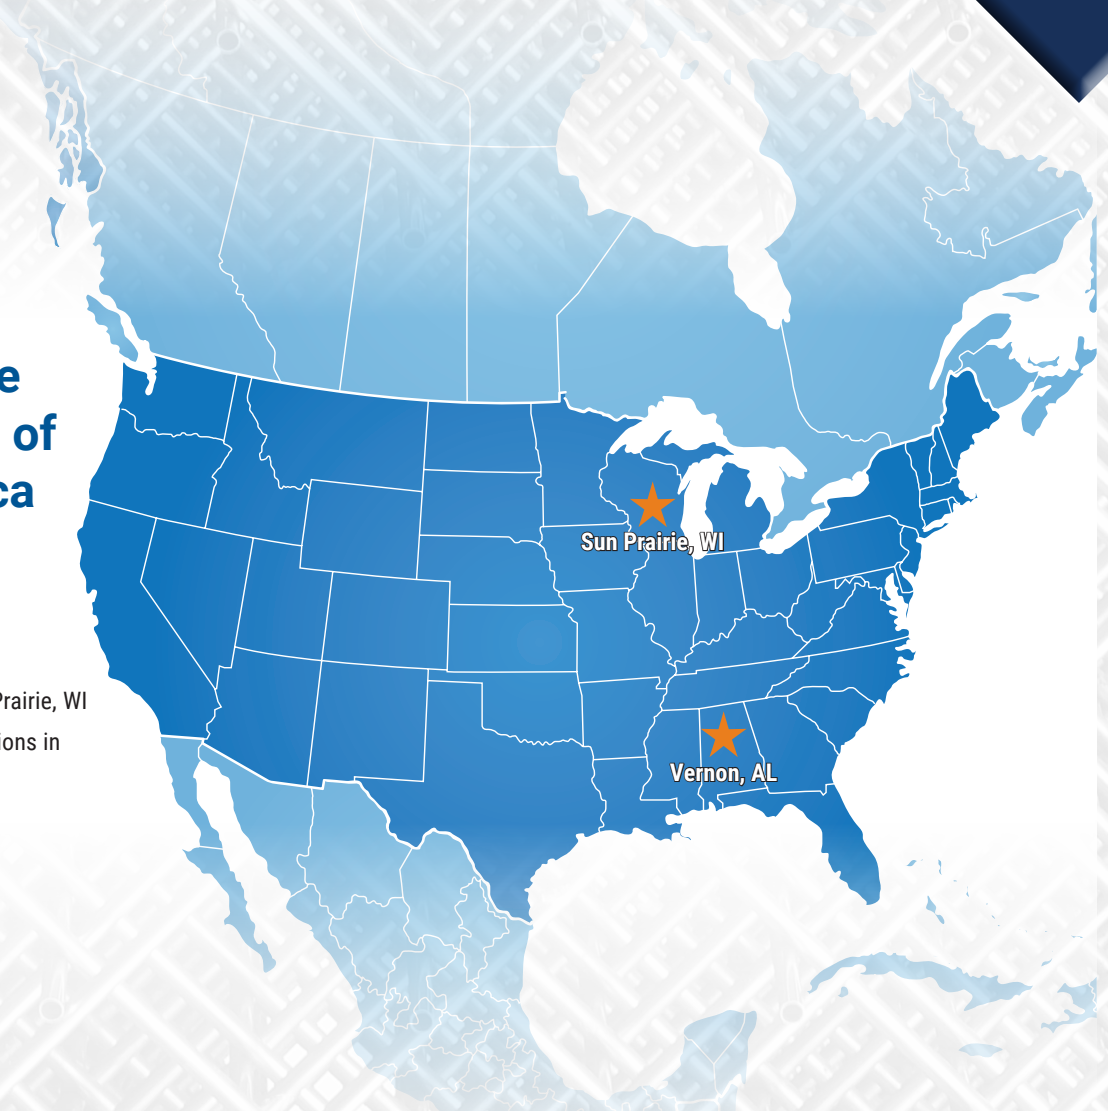 e
of
ca
Prairie, WI
ions in
Sun Prairie, WI
Vernon, AL